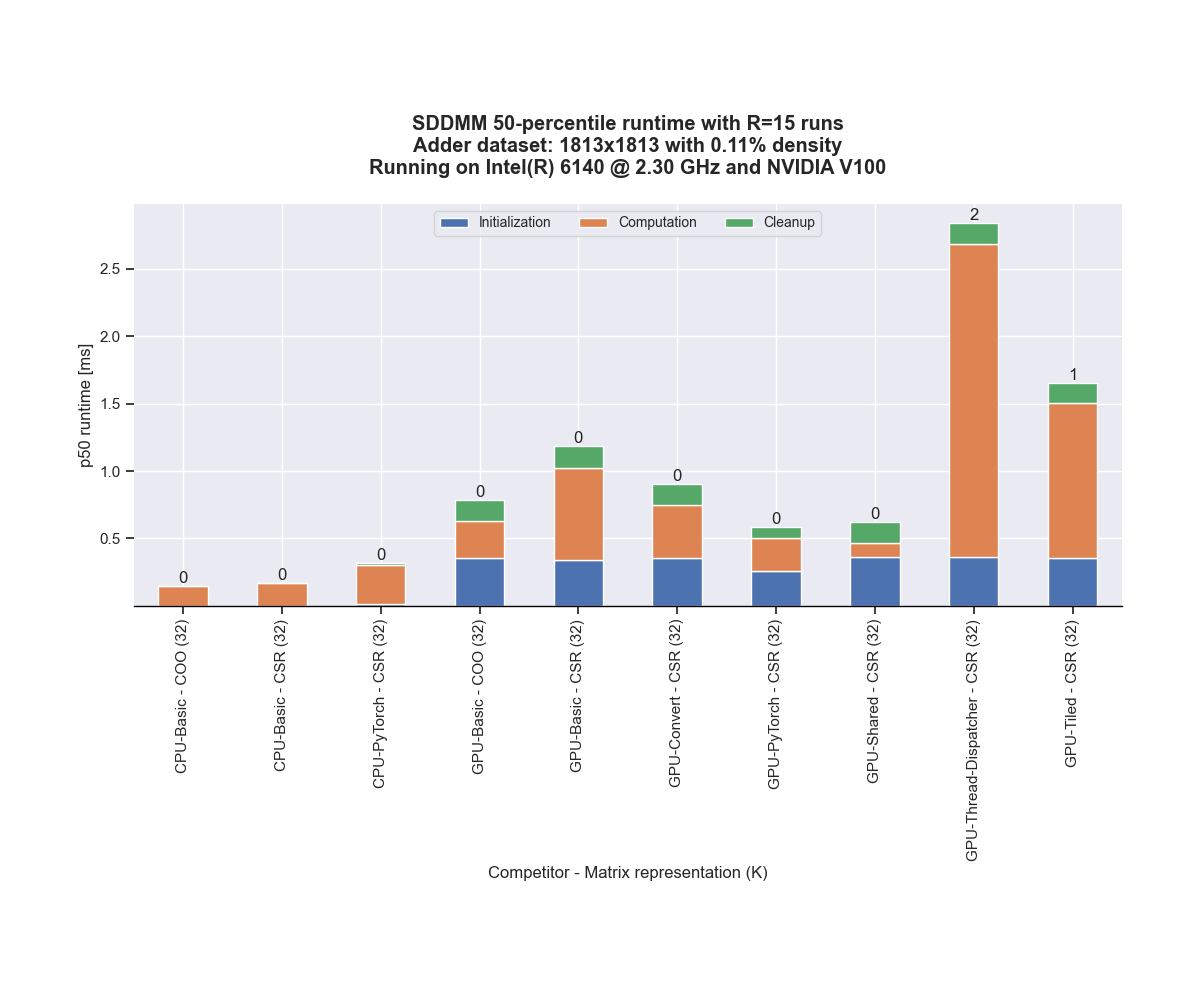 SDDMM 50-percentile runtime with R=15 runs
Adder dataset: 1813x1813 with 0.11% density
Running on Intel(R) 6140 @ 2.30 GHz and NVIDIA V100
Initialization
Computation
Cleanup
p50 runtime [ms]
2.5
2.0
1.5
1.0
0.5
0
0
0
0
0
0
0
0
2
1
CPU-Basic - COO (32)
CPU-Basic - CSR (32)
CPU-PyTorch - CSR (32)
GPU-Basic - COO (32)
GPU-Basic - CSR (32)
GPU-Convert - CSR (32)
GPU-PyTorch - CSR (32)
GPU-Shared - CSR (32)
GPU-Thread-Dispatcher - CSR (32)
GPU-Tiled - CSR (32)
Competitor - Matrix representation (K)